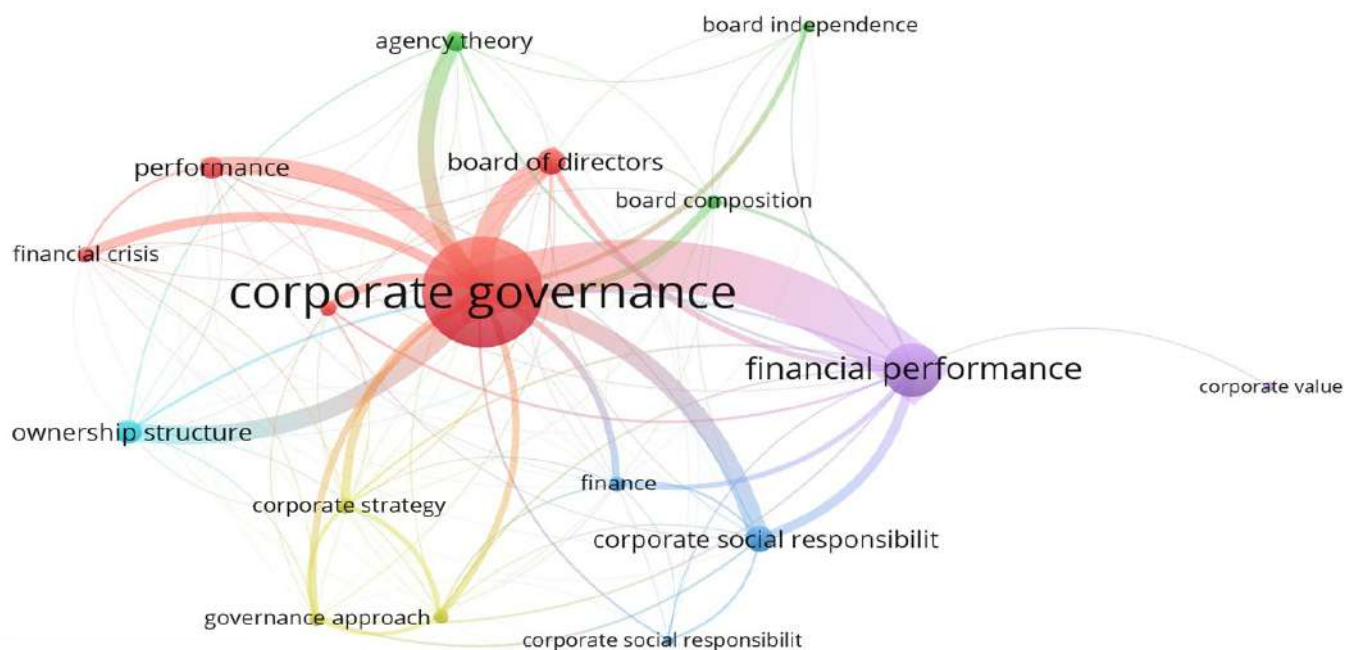 board independence
agency theory
board of directors
performance
board composition
financial crisis
corporate governance
financial performance
corporate value
ownership structure
finance
corporate strategy
corporate social responsibilit
governance approach
corporate social responsibilit